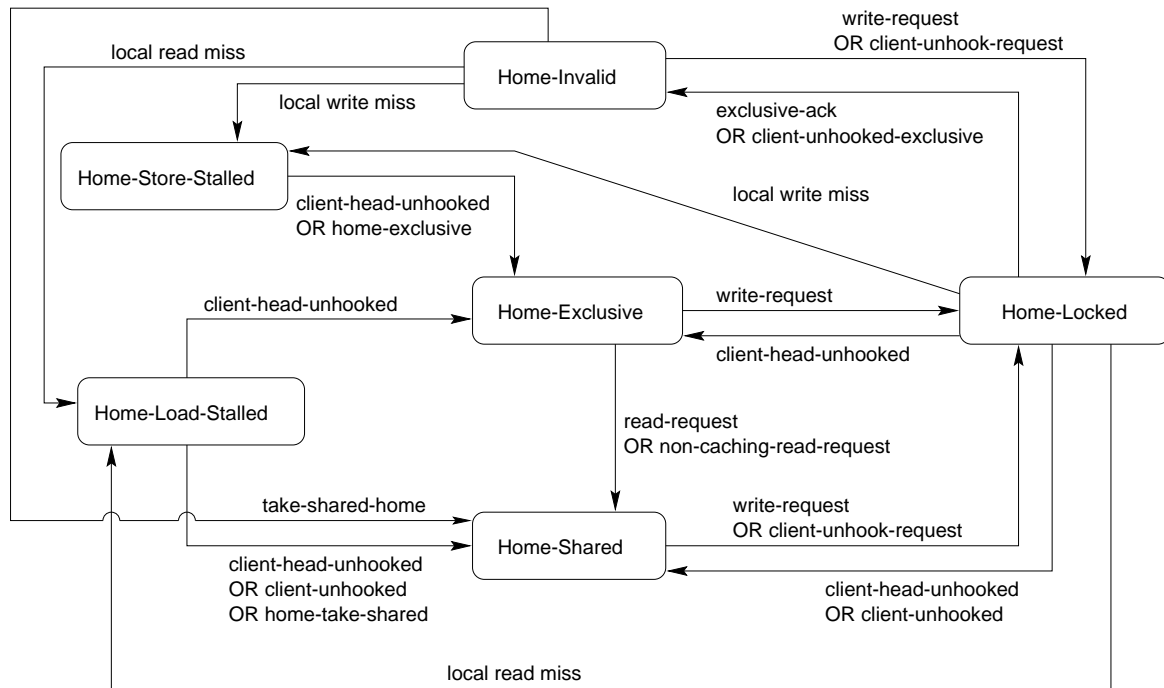 write-request
OR client-unhook-request
local read miss
Home-Invalid
local write miss
exclusive-ack
OR client-unhooked-exclusive
Home-Store-Stalled
local write miss
client-head-unhooked
OR home-exclusive
client-head-unhooked
Home-Exclusive
write-request
Home-Locked
client-head-unhooked
Home-Load-Stalled
read-request
OR non-caching-read-request
take-shared-home
write-request
OR client-unhook-request
Home-Shared
client-head-unhooked
OR client-unhooked
OR home-take-shared
client-head-unhooked
OR client-unhooked
local read miss